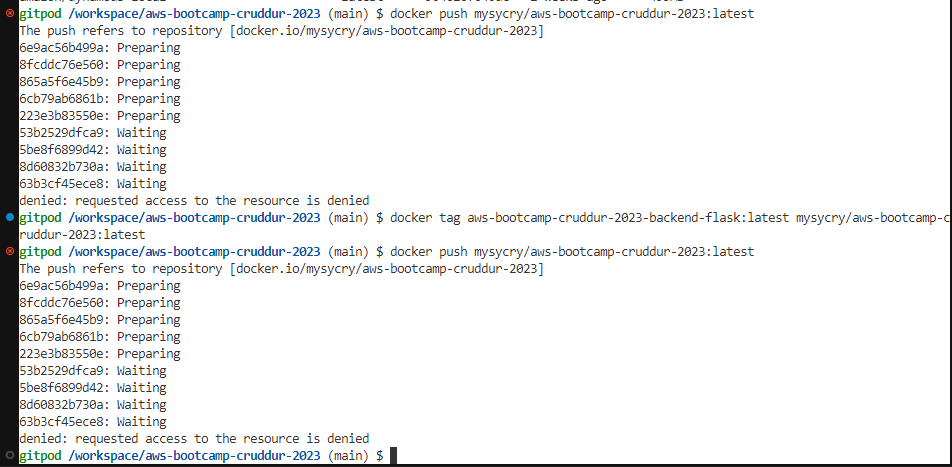 gitpod /workspace/aws-bootcamp-cruddur-2023 (main) $ docker push mysycry/aws-bootcamp-cruddur-2023:latest
The push refers to repository [docker.io/mysycry/aws-bootcamp-cruddur-2023]
6e9ac56b499a: Preparing
8fcddc76e560: Preparing
865a5f6e45b9: Preparing
6cb79ab6861b: Preparing
223e3b83550e: Preparing
53b2529dfca9: Waiting
5be8f6899d42: Waiting
8d60832b730a: Waiting
63b3cf45ece8: Waiting
denied: requested access to the resource is denied
gitpod /workspace/aws-bootcamp-cruddur-2023 (main) $ docker tag aws-bootcamp-cruddur-2023-backend-flask:latest mysycry/aws-bootcamp-c
ruddur-2023:latest
gitpod /workspace/aws-bootcamp-cruddur-2023 (main) $ docker push mysycry/aws-bootcamp-cruddur-2023:latest
The push refers to repository [docker.io/mysycry/aws-bootcamp-cruddur-2023]
6e9ac56b499a: Preparing
8fcddc76e560: Preparing
865a5f6e45b9: Preparing
6cb79ab6861b: Preparing
223e3b83550e: Preparing
53b2529dfca9: Waiting
5be8f6899d42: Waiting
8d60832b730a: Waiting
63b3cf45ece8: Waiting
denied: requested access to the resource is denied
gitpod /workspace/aws-bootcamp-cruddur-2023 (main) $